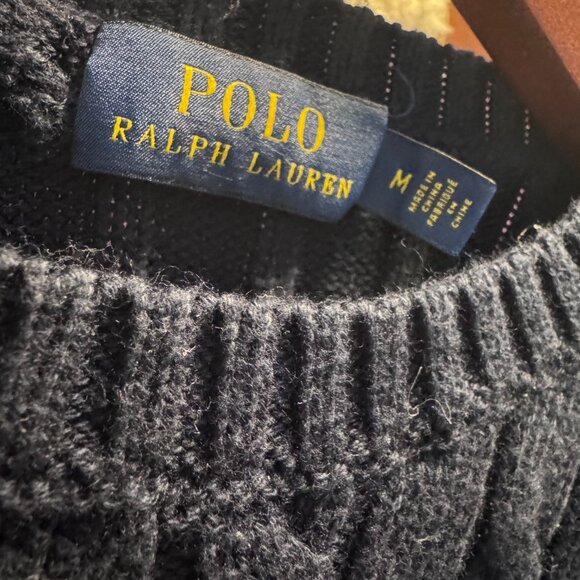 POLO
RALPH LAUREN
M
MADE IN
CHINA
FABRIQUÉ
EN
CHINE